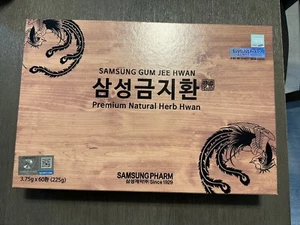 SAMSUNG GUM JEE HWAN
삼성금지환
Premium Natural Herb Hwan
3.75g x 60환 (225g)
SAMSUNG PHARM
삼성제약㈜ Since 1929